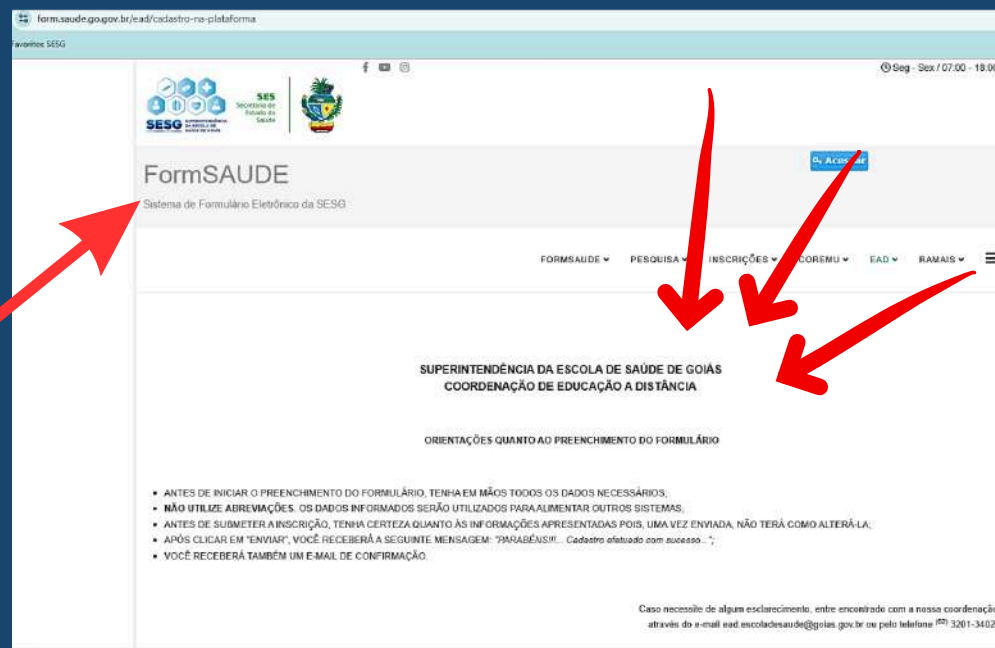 form.saude.go.gov.br/ead/cadastro-na-plataforma
Favoritos SESG
Seg - Sex / 07:00 - 18:00
SES
Secretaria de
Estado da
Saúde
SESG
FormSAUDE
Sistema de Formulário Eletrônico da SESG
FORMSAUDE PESQUISA INSCRIÇÕES COREMU EAD RAMAIS
SUPERINTENDÊNCIA DA ESCOLA DE SAÚDE DE GOIÁS
COORDENAÇÃO DE EDUCAÇÃO A DISTÂNCIA
ORIENTAÇÕES QUANTO AO PREENCHIMENTO DO FORMULÁRIO
• ANTES DE INICIAR O PREENCHIMENTO DO FORMULÁRIO, TENHA EM MÃOS TODOS OS DADOS NECESSÁRIOS;
• NÃO UTILIZE ABREVIAÇÕES. OS DADOS INFORMADOS SERÃO UTILIZADOS PARA ALIMENTAR OUTROS SISTEMAS;
• ANTES DE SUBMETER A INSCRIÇÃO, TENHA CERTEZA QUANTO ÀS INFORMAÇÕES APRESENTADAS POIS, UMA VEZ ENVIADA, NÃO TERÁ COMO ALTERÁ-LA;
• APÓS CLICAR EM "ENVIAR", VOCÊ RECEBERÁ A SEGUINTE MENSAGEM: "PARABÉNS!!!... Cadastro efetuado com sucesso...";
• VOCÊ RECEBERÁ TAMBÉM UM E-MAIL DE CONFIRMAÇÃO.
Caso necessite de algum esclarecimento, entre encontrado com a nossa coordenação
através do e-mail ead.escoladesaude@goias.gov.br ou pelo telefone (62) 3201-3402